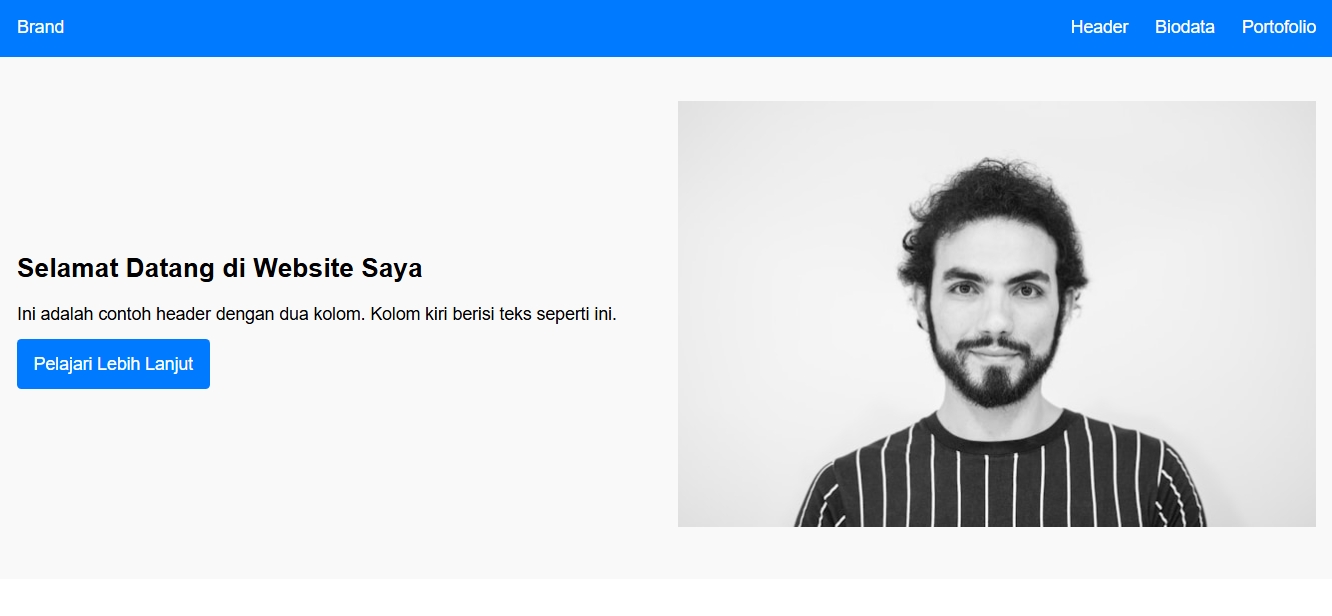 Brand
Header Biodata Portofolio
Selamat Datang di Website Saya
Ini adalah contoh header dengan dua kolom. Kolom kiri berisi teks seperti ini.
Pelajari Lebih Lanjut